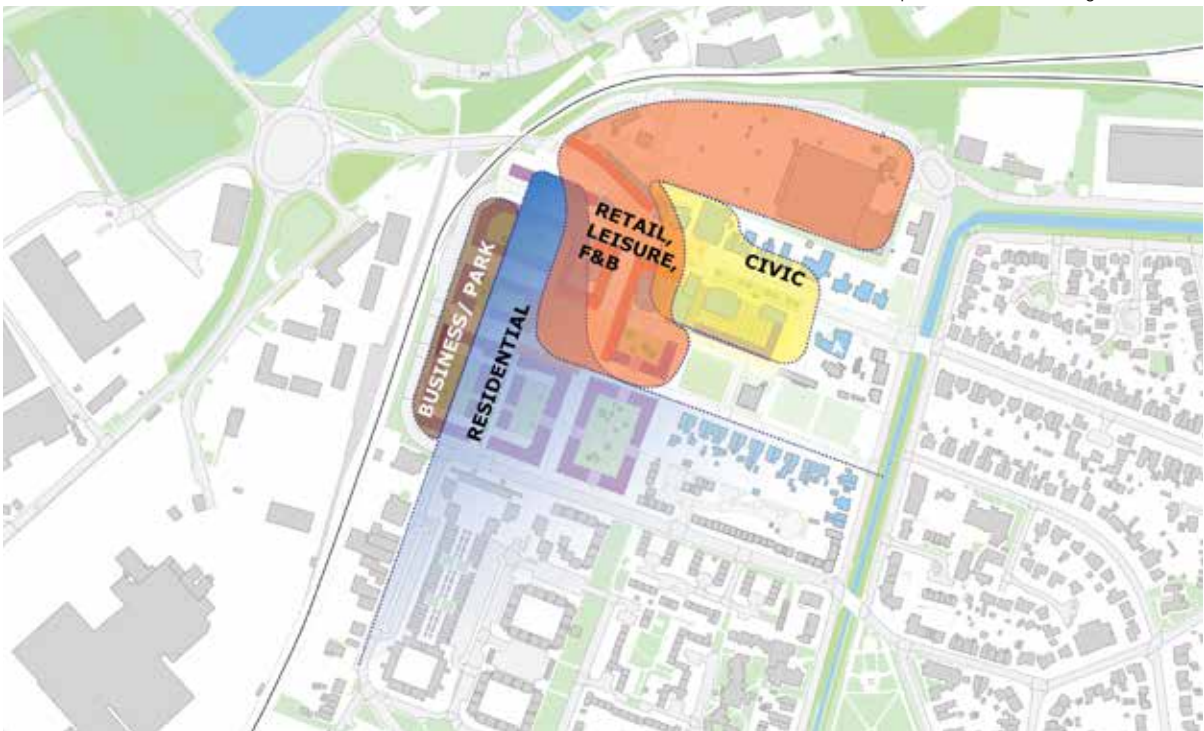 BUSINESS/ PARK
RESIDENTIAL
RETAIL,
LEISURE,
F&B
CIVIC